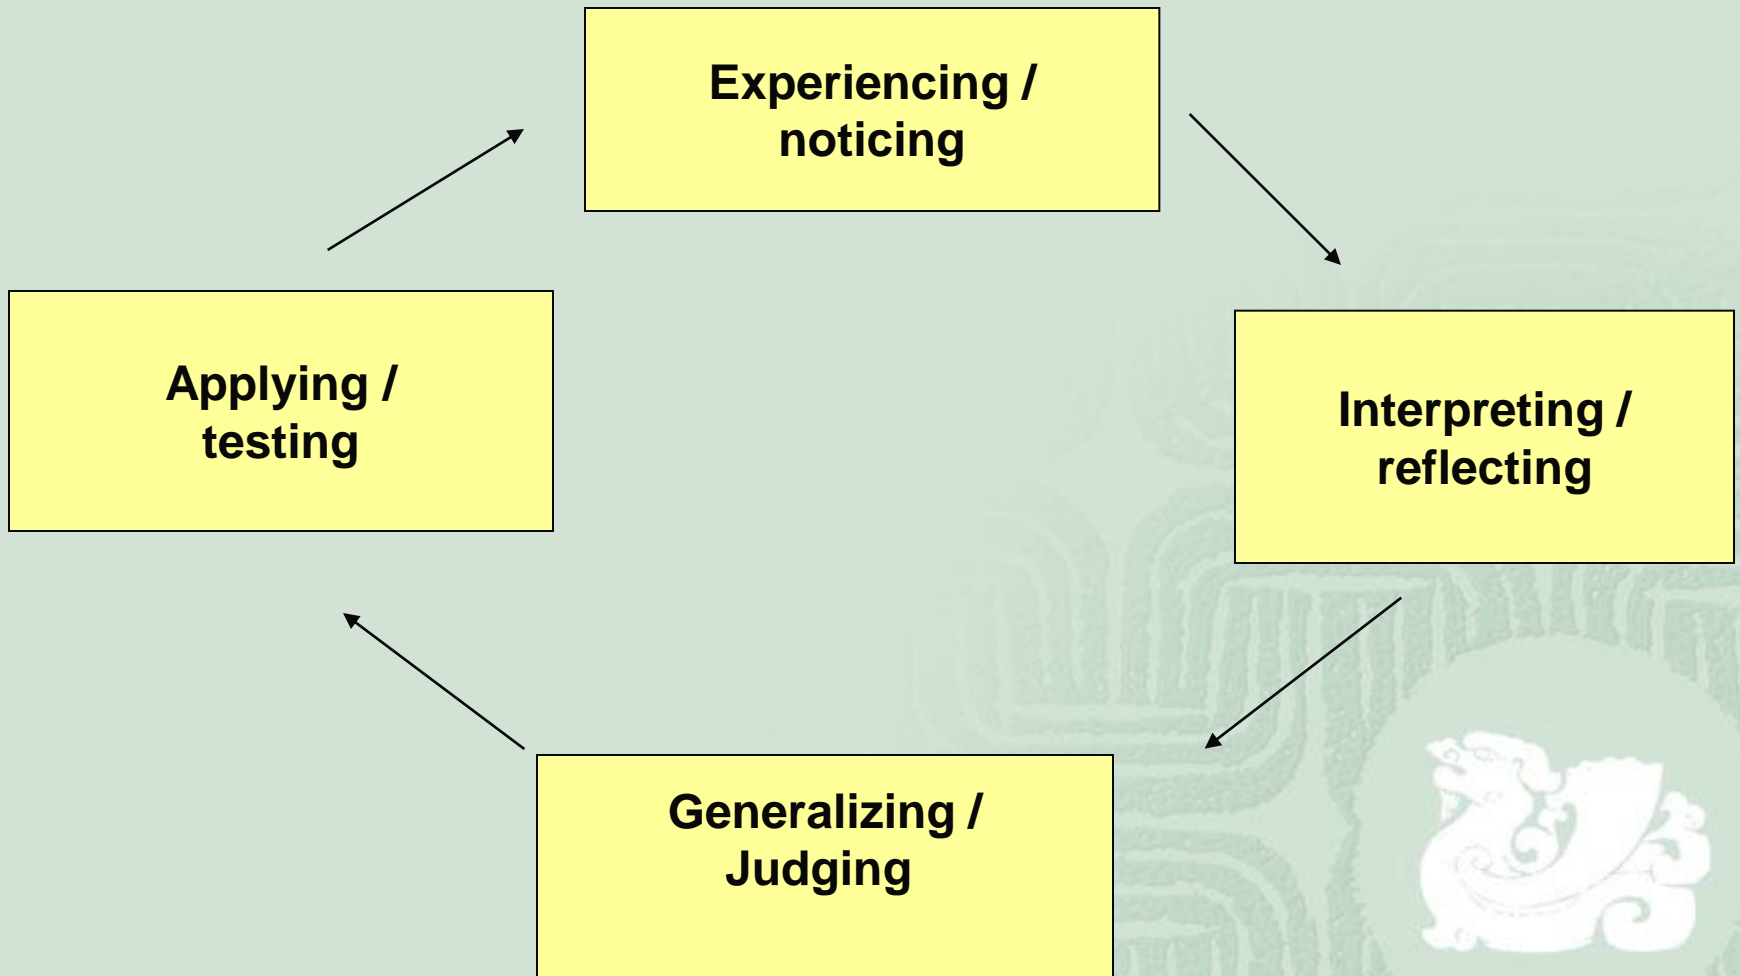 Experiencing /
noticing
Applying /
testing
Interpreting /
reflecting
Generalizing /
Judging